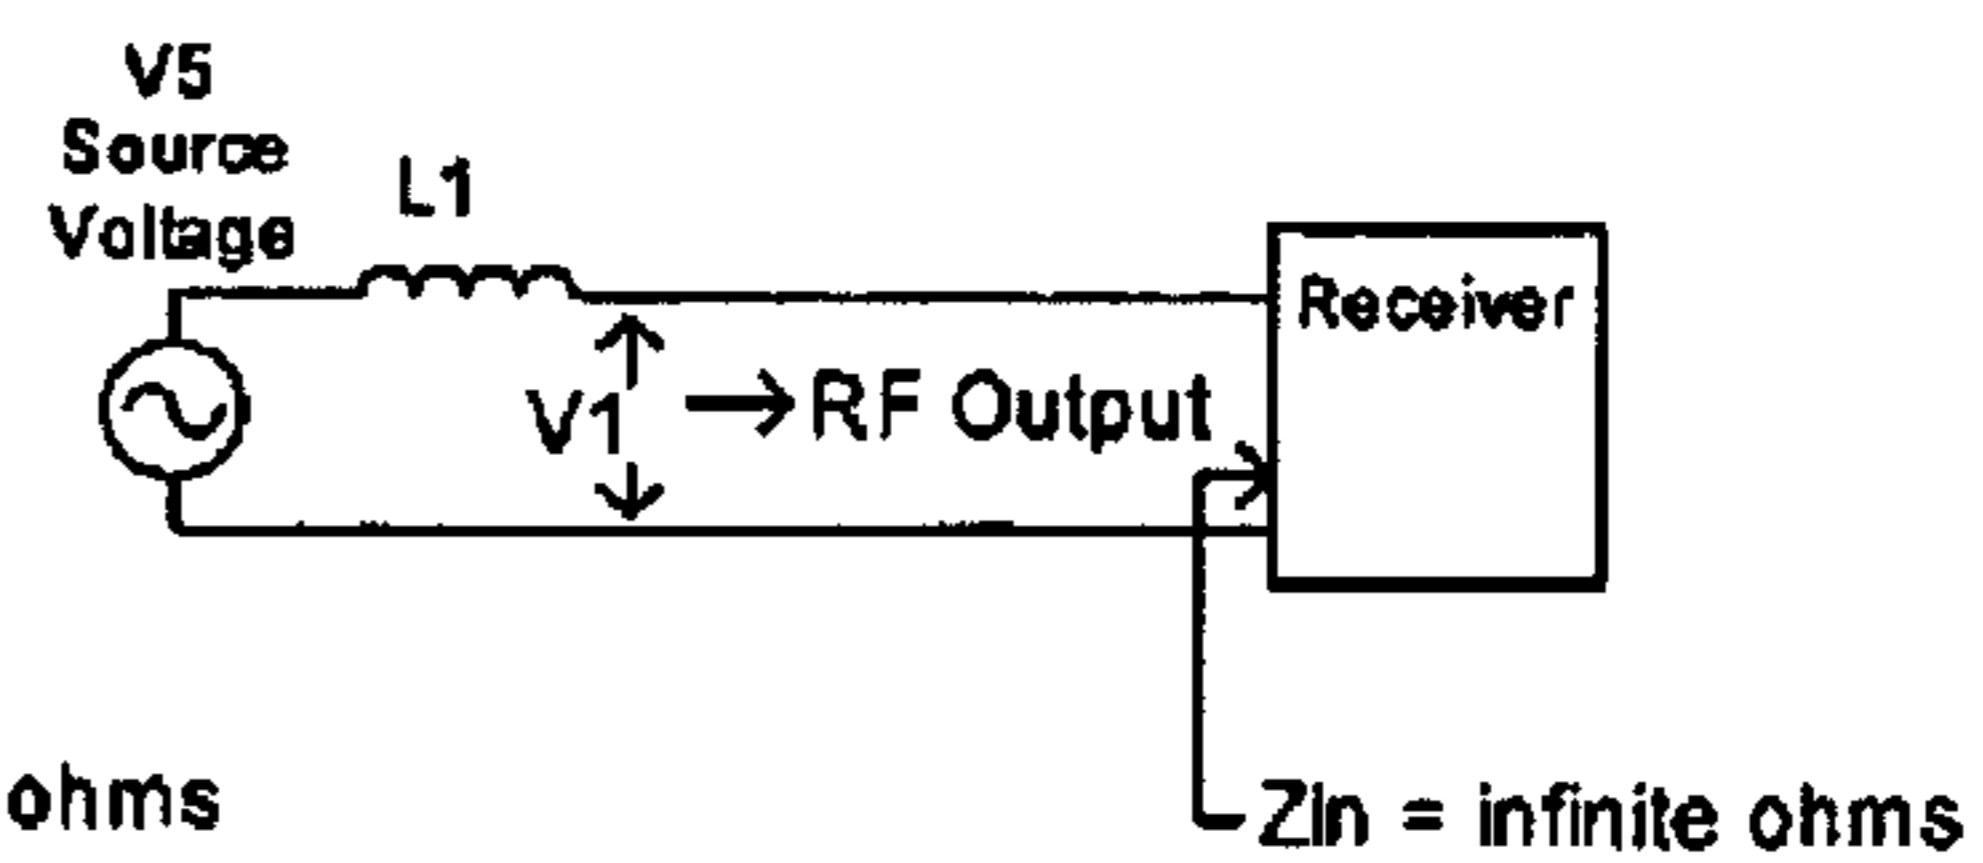 V5
Source
Voltage
L1
Receiver
V1
RF Output
ohms
Zin = infinite ohms